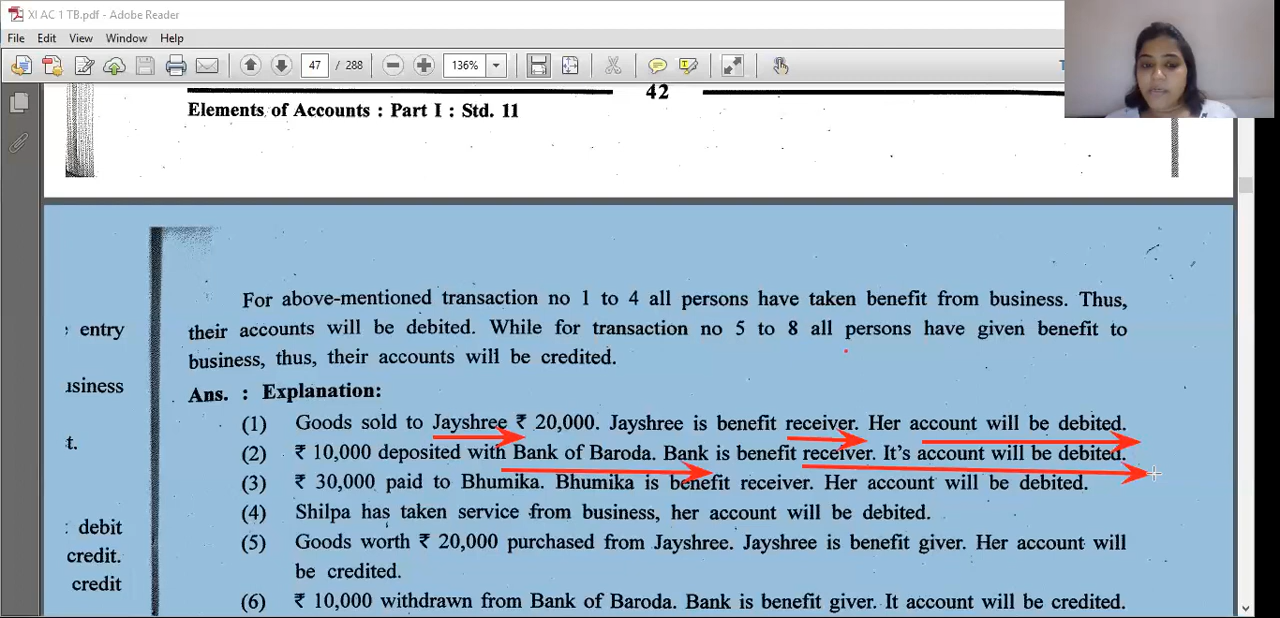 XI AC 1 TB.pdf - Adobe Reader
File Edit View Window Help
47 / 288 136%
42
Elements of Accounts : Part I : Std. 11
For above-mentioned transaction no 1 to 4 all persons have taken benefit from business. Thus,
entry their accounts will be debited. While for transaction no 5 to 8 all persons have given benefit to
business, thus, their accounts will be credited.
Ans. : Explanation:
(1) Goods sold to Jayshree ₹ 20,000. Jayshree is benefit receiver. Her account will be debited.
t. (2) ₹ 10,000 deposited with Bank of Baroda. Bank is benefit receiver. It's account will be debited.
(3) ₹ 30,000 paid to Bhumika. Bhumika is benefit receiver. Her account will be debited.
(4) Shilpa has taken service from business, her account will be debited.
: debit
(5) Goods worth ₹ 20,000 purchased from Jayshree. Jayshree is benefit giver. Her account will
credit.
be credited.
credit
(6) ₹ 10,000 withdrawn from Bank of Baroda. Bank is benefit giver. It account will be credited.